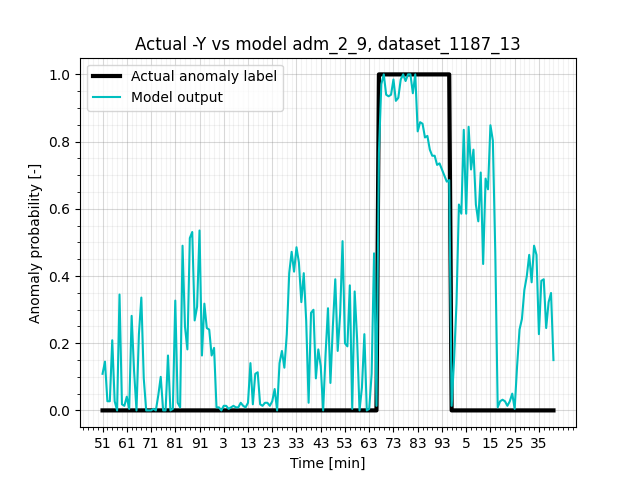 Actual -Y vs model adm_2_9, dataset_1187_13
Actual anomaly label
Model output
Anomaly probability [-]
1.0
0.8
0.6
0.4
0.2
0.0
51 61 71 81 91 3 13 23 33 43 53 63 73 83 93 5 15 25 35
Time [min]